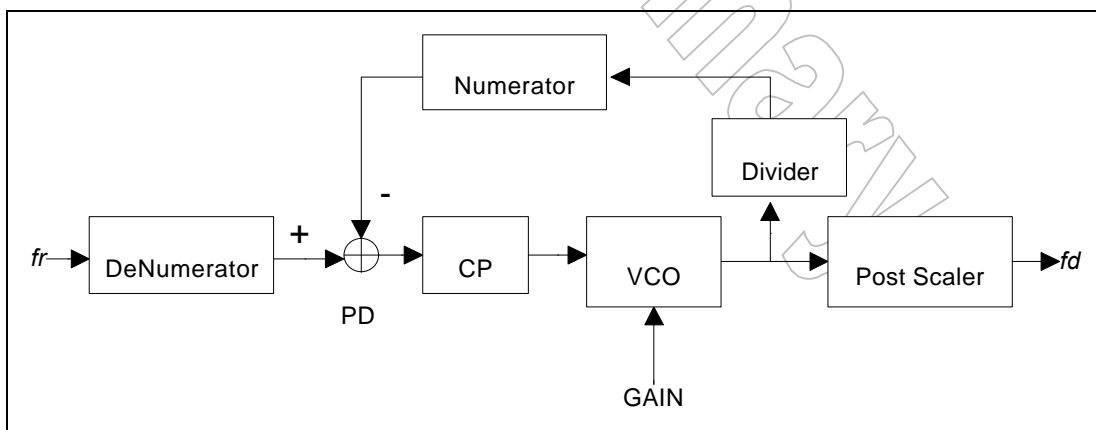 Numerator
Divider
-
+
fr
DeNumerator
CP
VCO
Post Scaler
fd
PD
GAIN